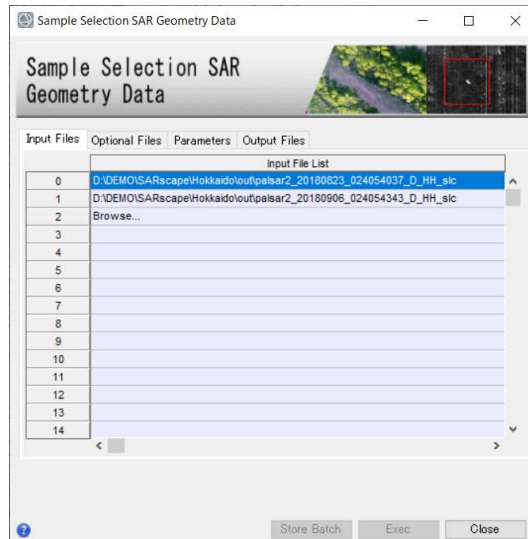 Sample Selection SAR Geometry Data
Sample Selection SAR
Geometry Data
Input Files Optional Files Parameters Output Files
Input File List
0 D:\DEMO\SARscape\Hokkaido\out\palsar2_20180823_024054037_D_HH_slc
1 D:\DEMO\SARscape\Hokkaido\out\palsar2_20180906_024054343_D_HH_slc
2 Browse...
3
4
5
6
7
8
9
10
11
12
13
14
Store Batch Exec Close